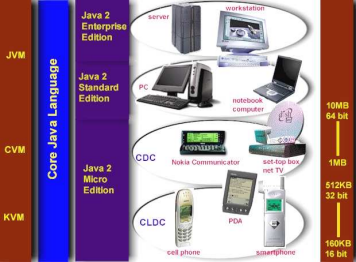 JVM
CVM
KVM
Core Java Language
Java 2
Enterprise
Edition
Java 2
Standard
Edition
Java 2
Micro
Edition
server
workstation
PC
notebook
computer
CDC
Nokia Communicator
set-top box
net TV
CLDC
PDA
cell phone
smartphone
10MB
64 bit
1MB
512KB
32 bit
160KB
16 bit